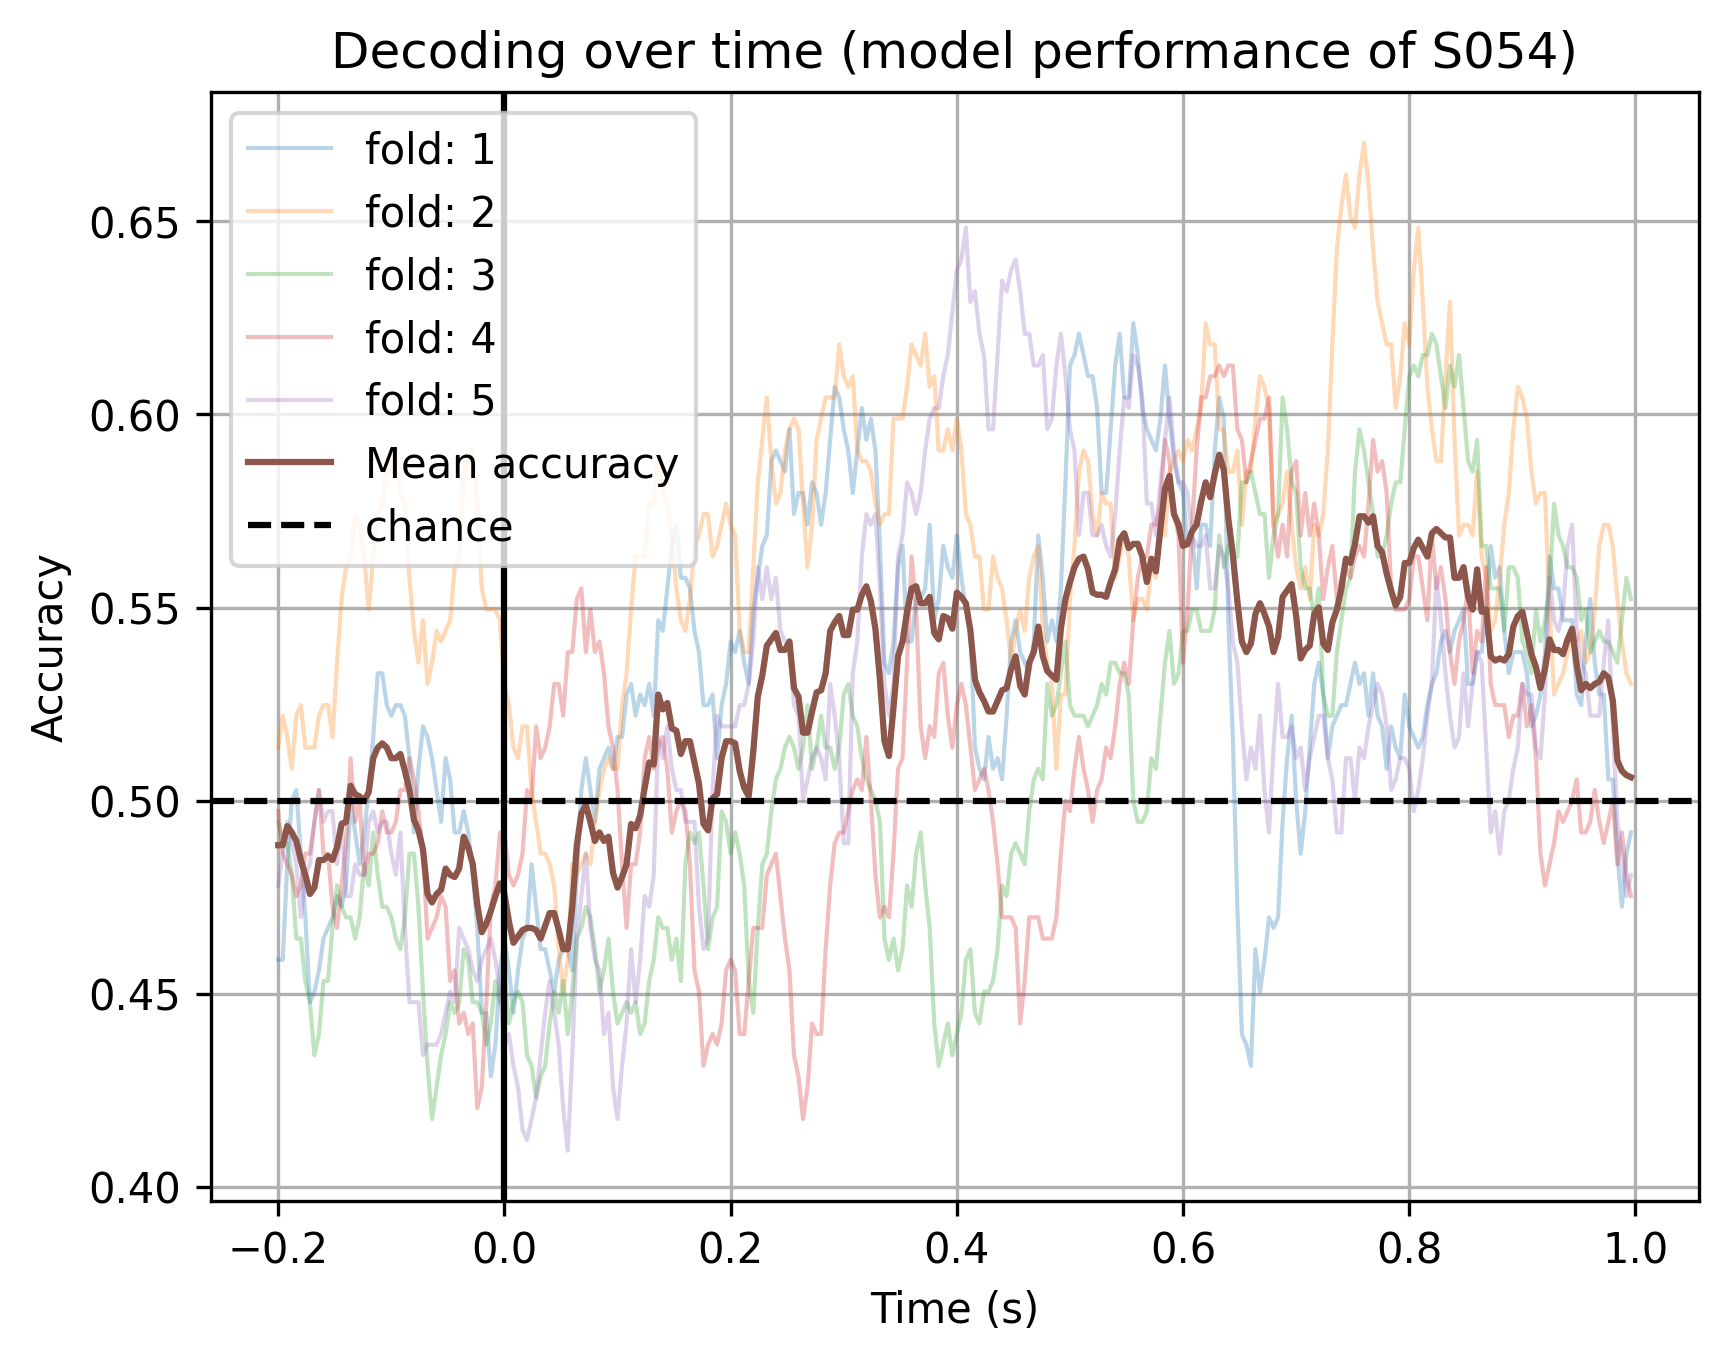 Decoding over time (model performance of S054)
fold: 1
fold: 2
fold: 3
fold: 4
fold: 5
Mean accuracy
chance
Accuracy
0.65
0.60
0.55
0.50
0.45
0.40
−0.2 0.0 0.2 0.4 0.6 0.8 1.0
Time (s)